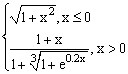 √(1+x²), x≤0
(1+x)/(1+∛(1+e^(0.2x))), x>0